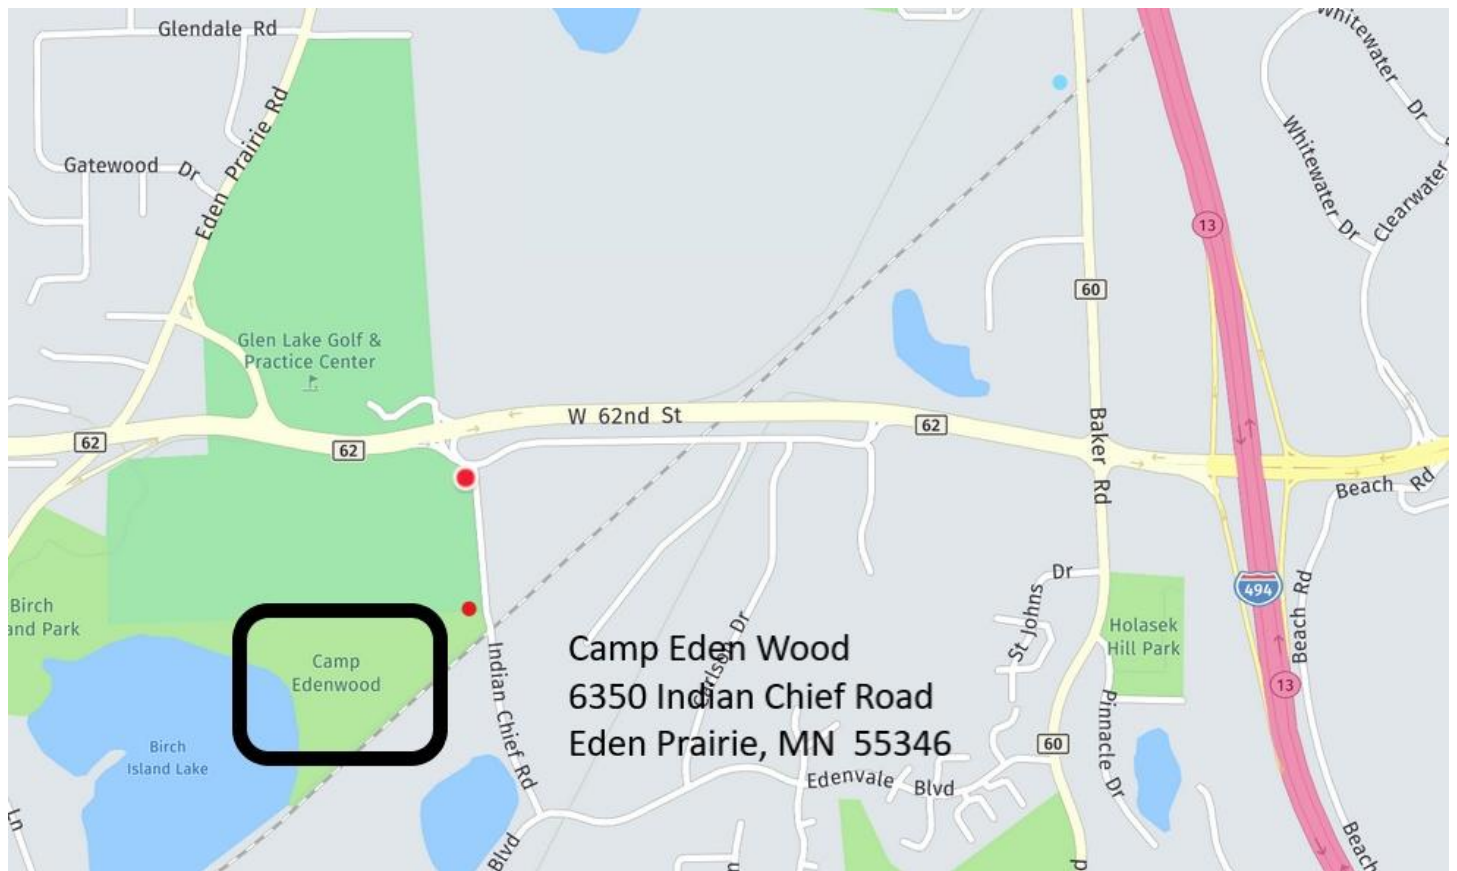 Glendale Rd
Whitewater Dr
Eden Prairie Rd
Gatewood Dr
Whitewater Dr
Clearwater
13
60
Glen Lake Golf &
Practice Center
W 62nd St
62
62
62
Baker Rd
Beach Rd
Birch
and Park
Dr
St Johns
494
Beach Rd
Holasek
Hill Park
Camp
Edenwood
Indian Chief Rd
Carlson Dr
Camp Eden Wood
6350 Indian Chief Road
Eden Prairie, MN 55346
13
Birch
Island Lake
60
Pinnacle Dr
Edenvale Blvd
Ln
Blvd
Beach